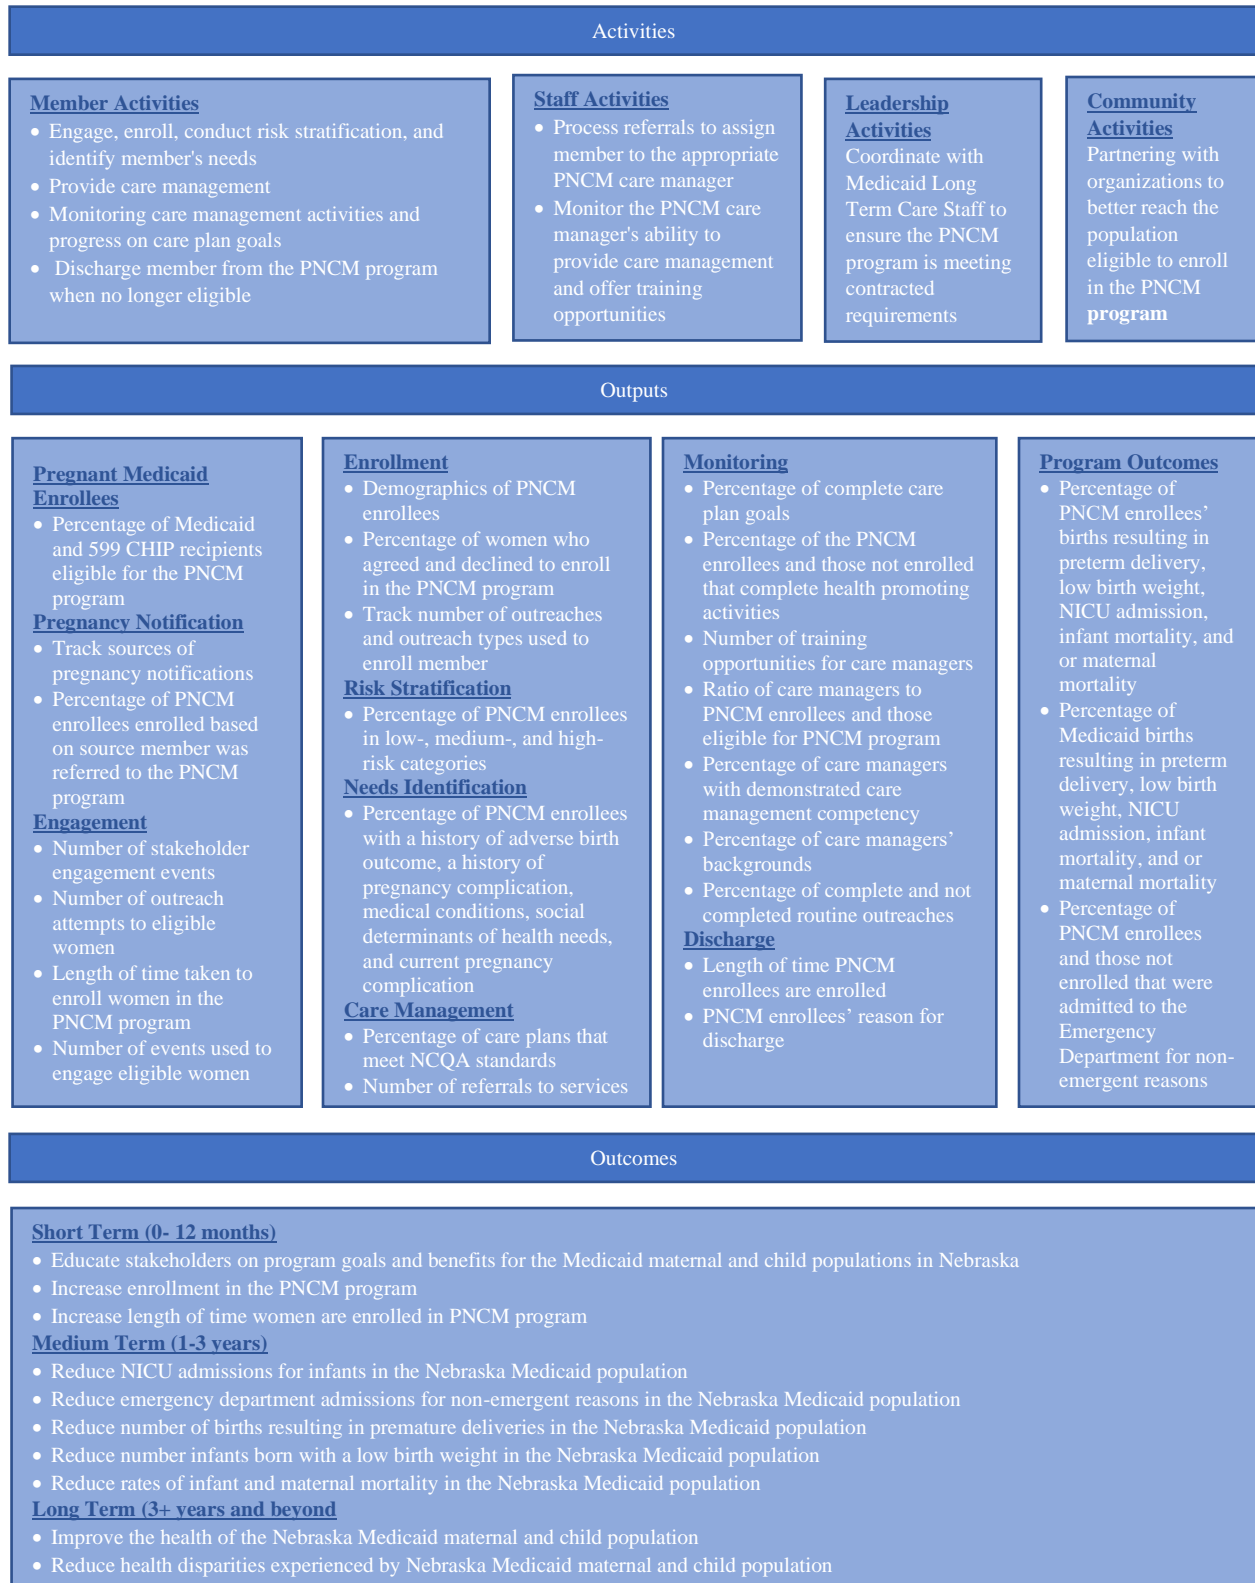 Activities
Member Activities
• Engage, enroll, conduct risk stratification, and
identify member's needs
• Provide care management
• Monitoring care management activities and
progress on care plan goals
• Discharge member from the PNCM program
when no longer eligible
Staff Activities
• Process referrals to assign
member to the appropriate
PNCM care manager
• Monitor the PNCM care
manager's ability to
provide care management
and offer training
opportunities
Leadership
Activities
Coordinate with
Medicaid Long
Term Care Staff to
ensure the PNCM
program is meeting
contracted
requirements
Community
Activities
Partnering with
organizations to
better reach the
population
eligible to enroll
in the PNCM
program
Outputs
Pregnant Medicaid
Enrollees
• Percentage of Medicaid
and 599 CHIP recipients
eligible for the PNCM
program
Pregnancy Notification
• Track sources of
pregnancy notifications
• Percentage of PNCM
enrollees enrolled based
on source member was
referred to the PNCM
program
Engagement
• Number of stakeholder
engagement events
• Number of outreach
attempts to eligible
women
• Length of time taken to
enroll women in the
PNCM program
• Number of events used to
engage eligible women
Enrollment
• Demographics of PNCM
enrollees
• Percentage of women who
agreed and declined to enroll
in the PNCM program
• Track number of outreaches
and outreach types used to
enroll member
Risk Stratification
• Percentage of PNCM enrollees
in low-, medium-, and high-
risk categories
Needs Identification
• Percentage of PNCM enrollees
with a history of adverse birth
outcome, a history of
pregnancy complication,
medical conditions, social
determinants of health needs,
and current pregnancy
complication
Care Management
• Percentage of care plans that
meet NCQA standards
• Number of referrals to services
Monitoring
• Percentage of complete care
plan goals
• Percentage of the PNCM
enrollees and those not enrolled
that complete health promoting
activities
• Number of training
opportunities for care managers
• Ratio of care managers to
PNCM enrollees and those
eligible for PNCM program
• Percentage of care managers
with demonstrated care
management competency
• Percentage of care managers’
backgrounds
• Percentage of complete and not
completed routine outreaches
Discharge
• Length of time PNCM
enrollees are enrolled
• PNCM enrollees’ reason for
discharge
Program Outcomes
• Percentage of
PNCM enrollees’
births resulting in
preterm delivery,
low birth weight,
NICU admission,
infant mortality, and
or maternal
mortality
• Percentage of
Medicaid births
resulting in preterm
delivery, low birth
weight, NICU
admission, infant
mortality, and or
maternal mortality
• Percentage of
PNCM enrollees
and those not
enrolled that were
admitted to the
Emergency
Department for non-
emergent reasons
Outcomes
Short Term (0- 12 months)
• Educate stakeholders on program goals and benefits for the Medicaid maternal and child populations in Nebraska
• Increase enrollment in the PNCM program
• Increase length of time women are enrolled in PNCM program
Medium Term (1-3 years)
• Reduce NICU admissions for infants in the Nebraska Medicaid population
• Reduce emergency department admissions for non-emergent reasons in the Nebraska Medicaid population
• Reduce number of births resulting in premature deliveries in the Nebraska Medicaid population
• Reduce number infants born with a low birth weight in the Nebraska Medicaid population
• Reduce rates of infant and maternal mortality in the Nebraska Medicaid population
Long Term (3+ years and beyond
• Improve the health of the Nebraska Medicaid maternal and child population
• Reduce health disparities experienced by Nebraska Medicaid maternal and child population